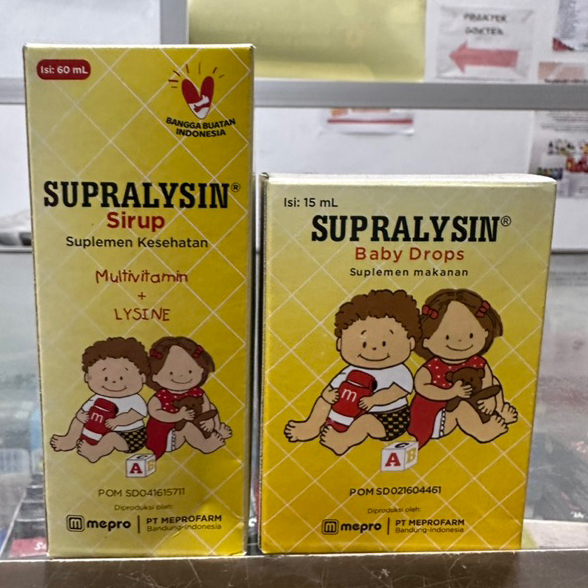 PRAKTEK
DOKTER
Isi: 60 mL
BANGGA BUATAN
INDONESIA
SUPRALYSIN®
Sirup
Suplemen Kesehatan
Multivitamin
+
LYSINE
m
A B
POM SD041615711
Diproduksi oleh:
m mepro | PT MEPROFARM
Bandung-Indonesia
Isi: 15 mL
SUPRALYSIN®
Baby Drops
Suplemen makanan
m
A B
POM SD021604461
Diproduksi oleh:
m mepro | PT MEPROFARM
Bandung-Indonesia